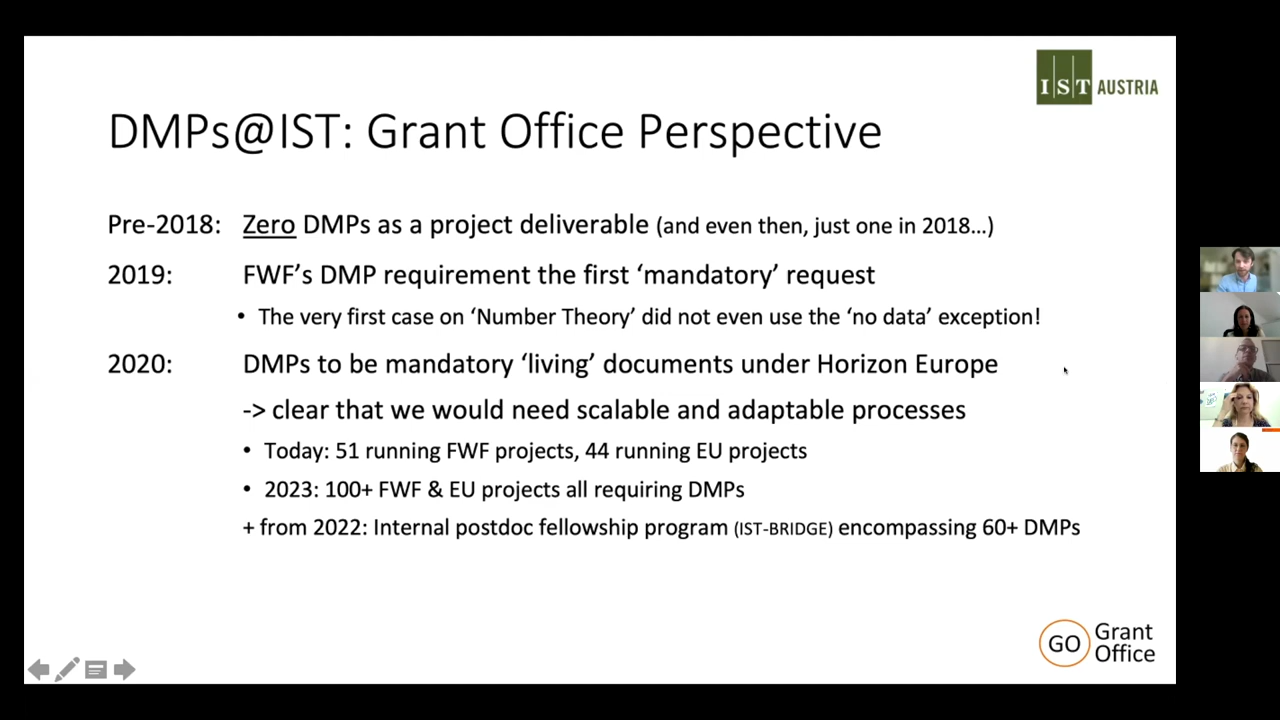 IST AUSTRIA
DMPs@IST: Grant Office Perspective
Pre-2018: Zero DMPs as a project deliverable (and even then, just one in 2018...)
2019: FWF’s DMP requirement the first ‘mandatory’ request
• The very first case on ‘Number Theory’ did not even use the ‘no data’ exception!
2020: DMPs to be mandatory ‘living’ documents under Horizon Europe
-> clear that we would need scalable and adaptable processes
• Today: 51 running FWF projects, 44 running EU projects
• 2023: 100+ FWF & EU projects all requiring DMPs
+ from 2022: Internal postdoc fellowship program (IST-BRIDGE) encompassing 60+ DMPs
GO Grant
Office